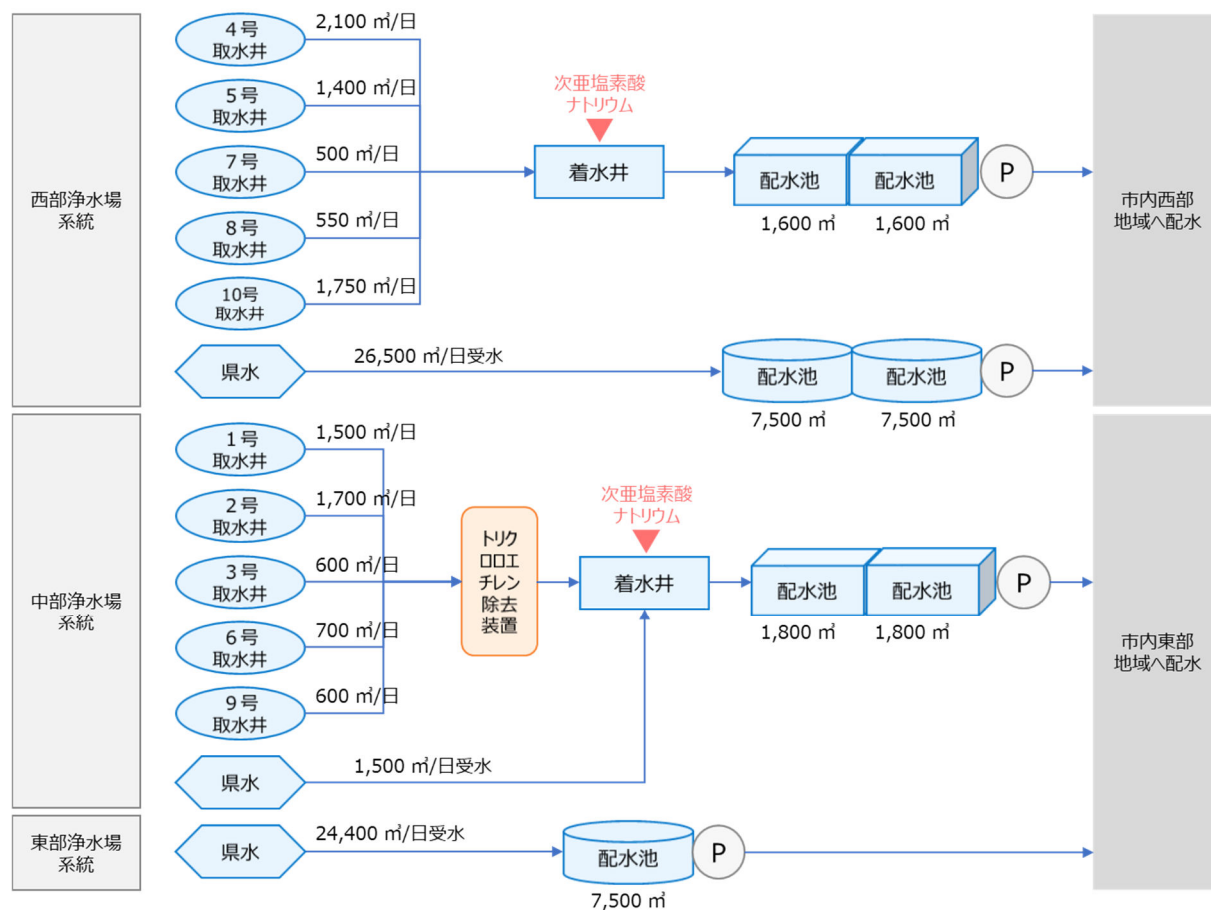 西部浄水場
系統
4号
取水井
2,100 ㎥/日
5号
取水井
1,400 ㎥/日
7号
取水井
500 ㎥/日
8号
取水井
550 ㎥/日
10号
取水井
1,750 ㎥/日
次亜塩素酸
ナトリウム
着水井
配水池
配水池
1,600 ㎥
1,600 ㎥
P
市内西部
地域へ配水
県水
26,500 ㎥/日受水
配水池
配水池
7,500 ㎥
7,500 ㎥
P
中部浄水場
系統
1号
取水井
1,500 ㎥/日
2号
取水井
1,700 ㎥/日
3号
取水井
600 ㎥/日
6号
取水井
700 ㎥/日
9号
取水井
600 ㎥/日
トリク
ロロエ
チレン
除去
装置
次亜塩素酸
ナトリウム
着水井
配水池
配水池
1,800 ㎥
1,800 ㎥
P
市内東部
地域へ配水
県水
1,500 ㎥/日受水
東部浄水場
系統
県水
24,400 ㎥/日受水
配水池
7,500 ㎥
P